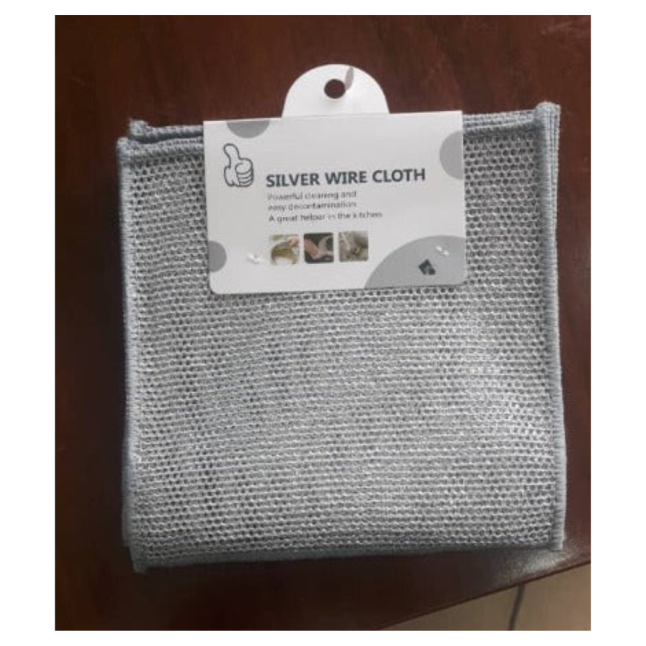 SILVER WIRE CLOTH
Powerful cleaning and
easy decontamination
A great helper in the kitchen